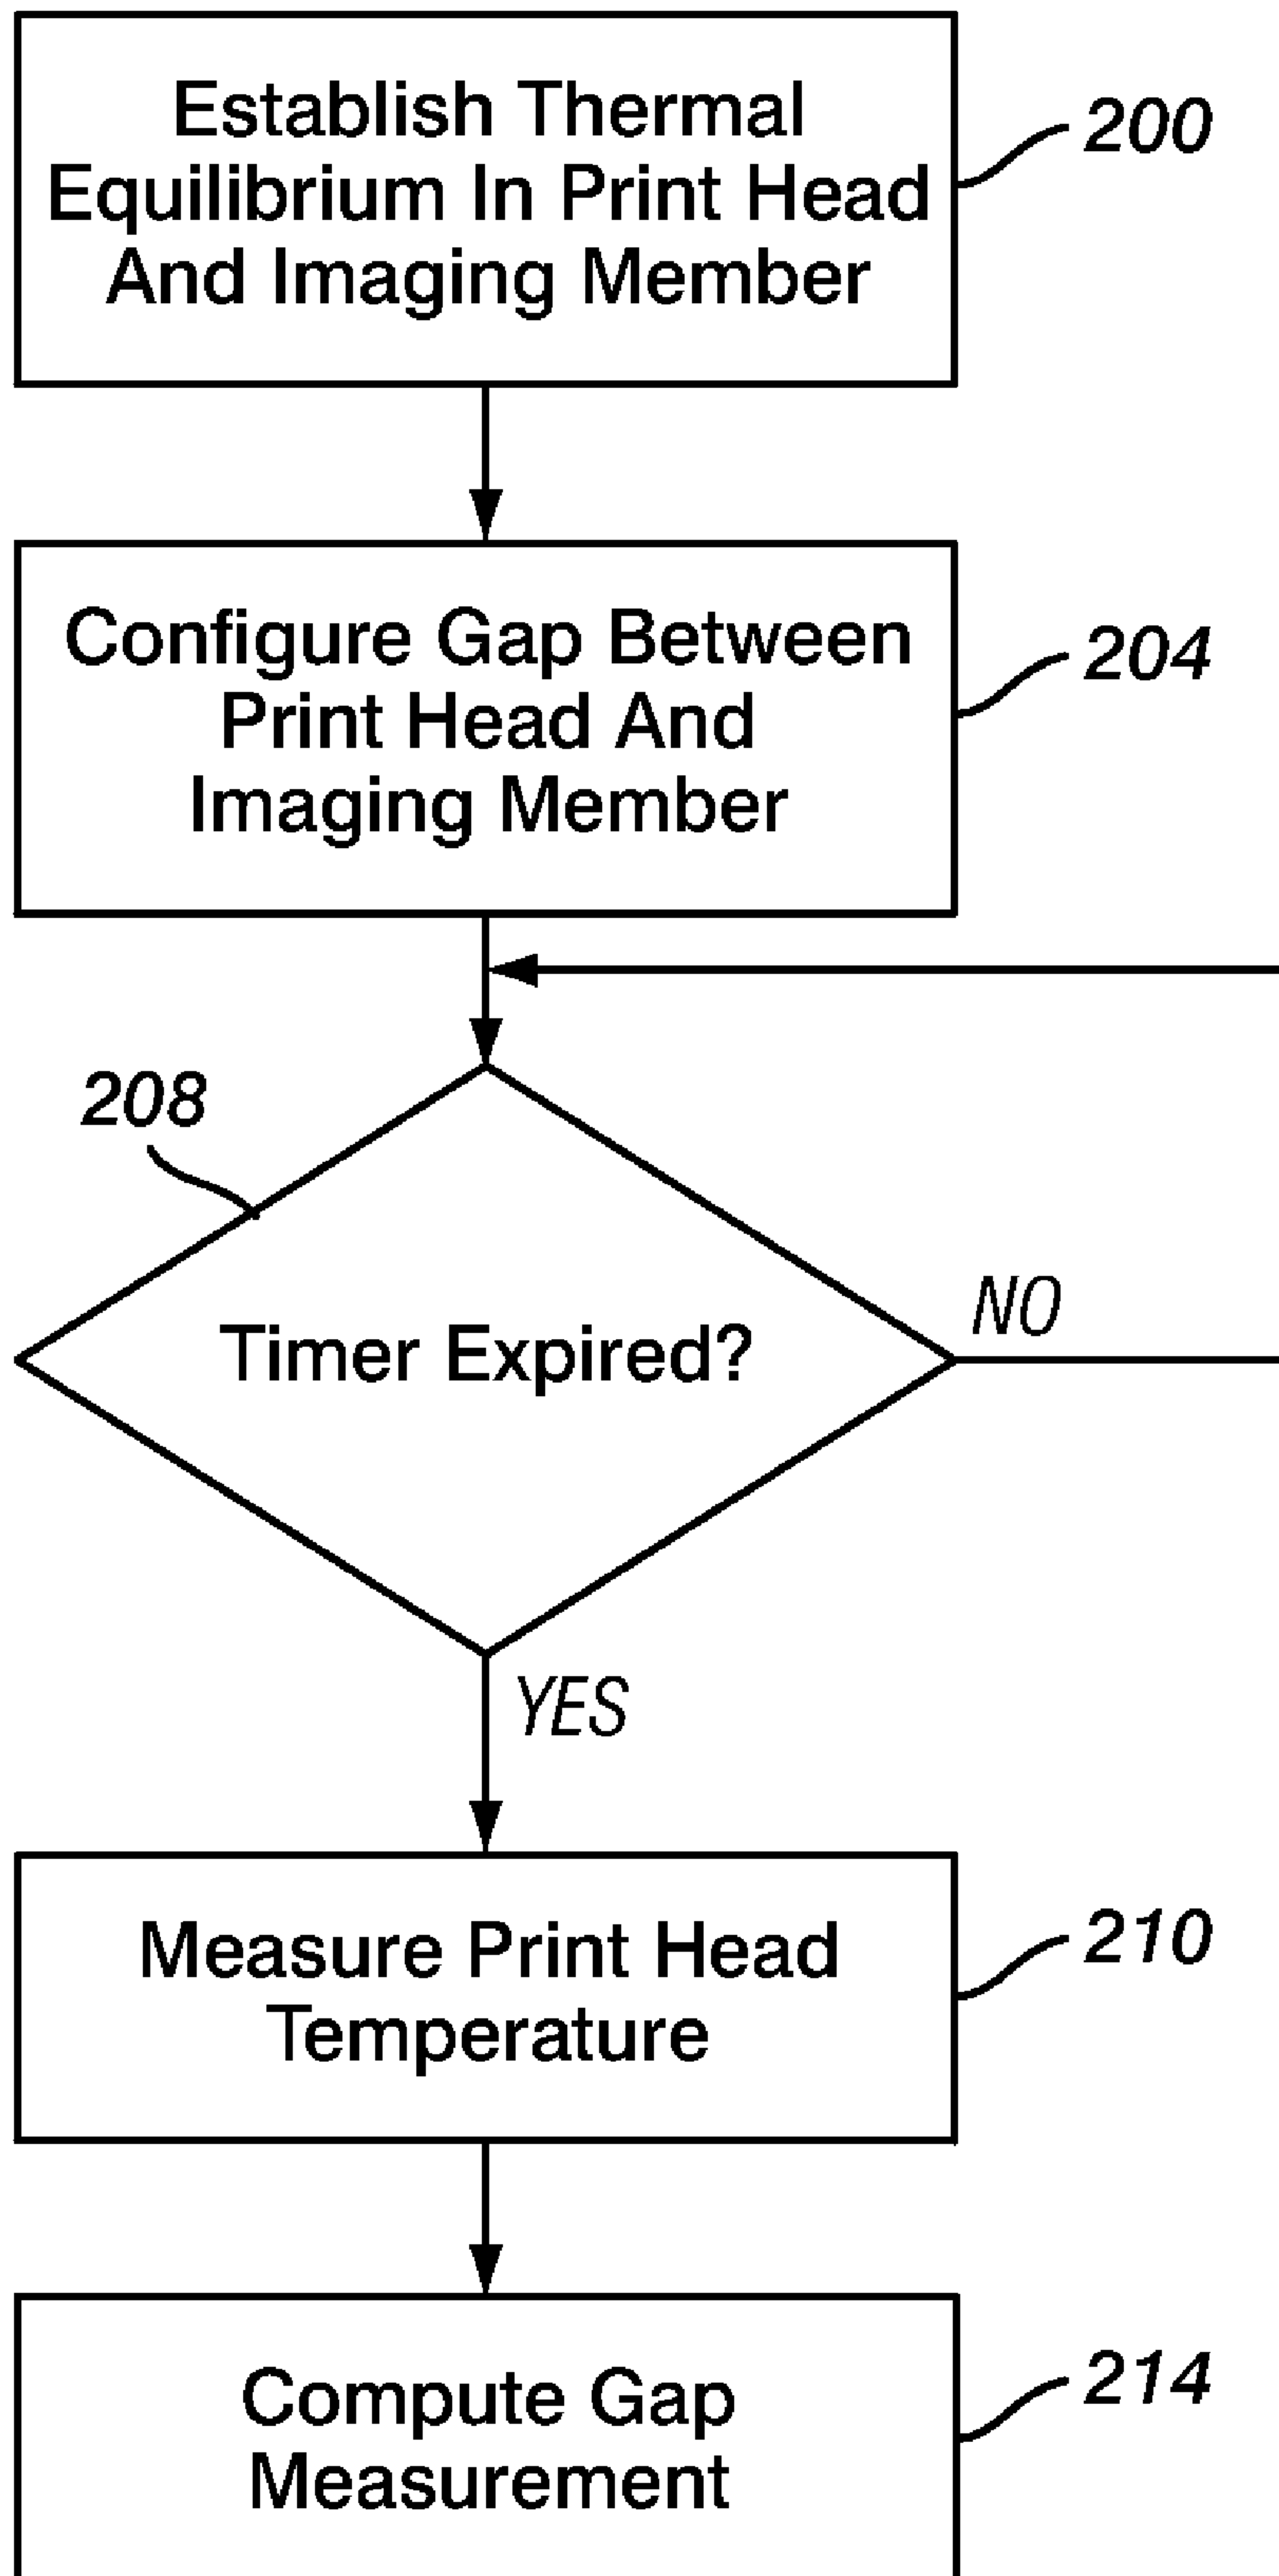 Establish Thermal
Equilibrium In Print Head
And Imaging Member
200
Configure Gap Between
Print Head And
Imaging Member
204
208
Timer Expired?
NO
YES
Measure Print Head
Temperature
210
Compute Gap
Measurement
214